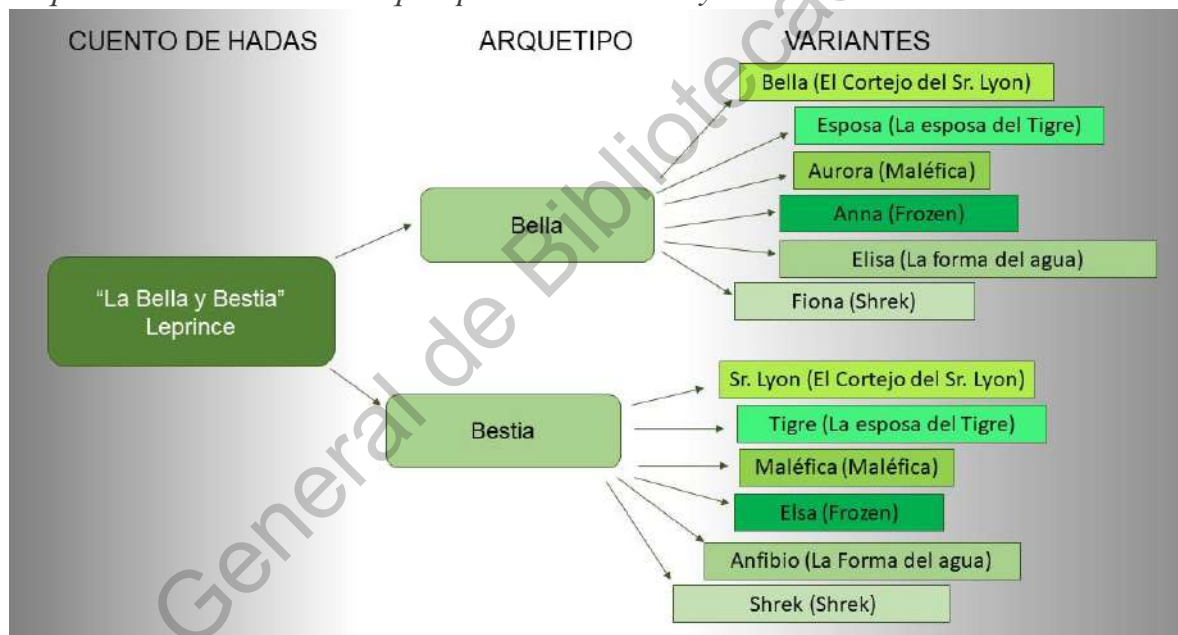 CUENTO DE HADAS
ARQUETIPO
VARIANTES
"La Bella y Bestia"
Leprince
Bella
Bella (El Cortejo del Sr. Lyon)
Esposa (La esposa del Tigre)
Aurora (Maléfica)
Anna (Frozen)
Elisa (La forma del agua)
Fiona (Shrek)
Bestia
Sr. Lyon (El Cortejo del Sr. Lyon)
Tigre (La esposa del Tigre)
Maléfica (Maléfica)
Elsa (Frozen)
Anfibio (La Forma del agua)
Shrek (Shrek)
General de Bibliotecas